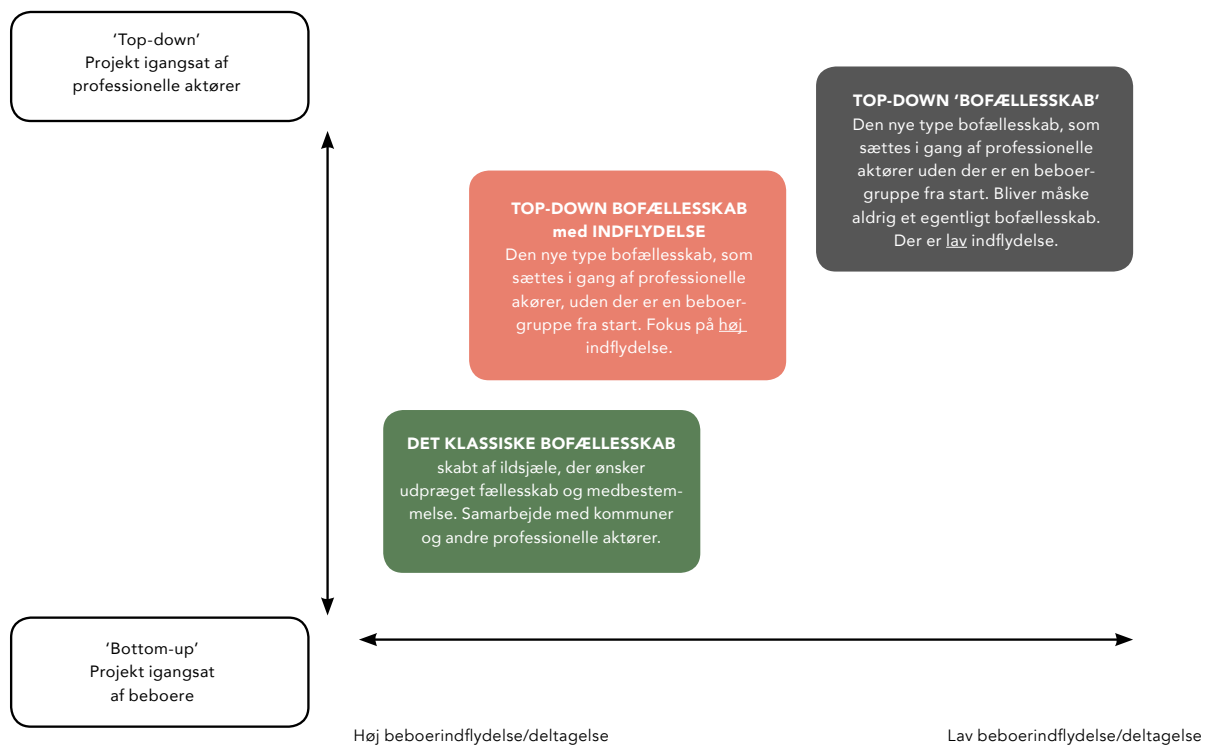 ‘Top-down’
Projekt igangsat af
professionelle aktører
TOP-DOWN ‘BOFÆLLESSKAB’
Den nye type bofællesskab, som
sættes i gang af professionelle
aktører uden der er en beboer-
gruppe fra start. Bliver måske
aldrig et egentligt bofællesskab.
Der er lav indflydelse.
TOP-DOWN BOFÆLLESSKAB
med INDFLYDELSE
Den nye type bofællesskab, som
sættes i gang af professionelle
akører, uden der er en beboer-
gruppe fra start. Fokus på høj
indflydelse.
DET KLASSISKE BOFÆLLESSKAB
skabt af ildsjæle, der ønsker
udpræget fællesskab og medbestem-
melse. Samarbejde med kommuner
og andre professionelle aktører.
‘Bottom-up’
Projekt igangsat
af beboere
Høj beboerindflydelse/deltagelse
Lav beboerindflydelse/deltagelse